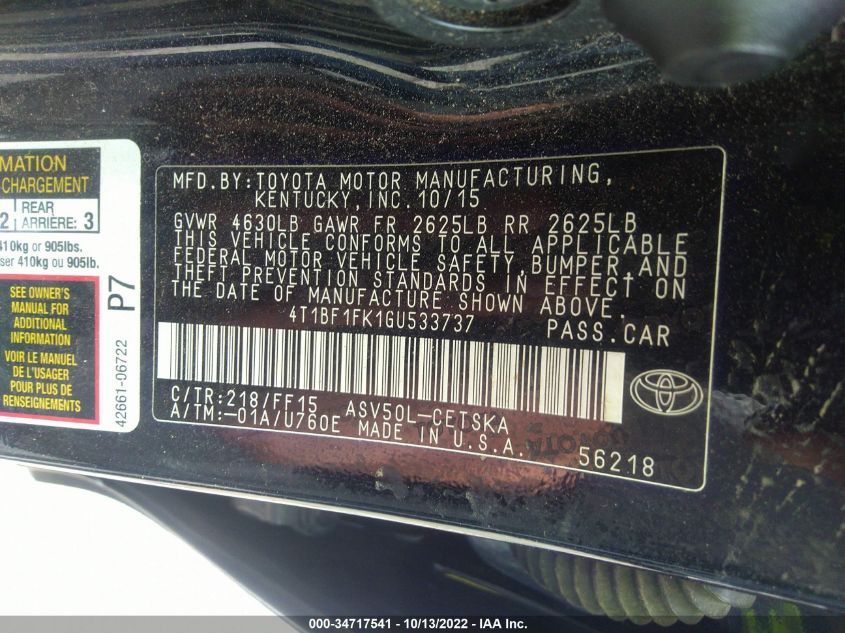 MATION
CHARGEMENT
2 REAR ARRIÈRE: 3
410kg or 905lbs.
ser 410kg ou 905lb.
SEE OWNER'S
MANUAL FOR
ADDITIONAL
INFORMATION
VOIR LE MANUEL
DE L'USAGER
POUR PLUS DE
RENSEIGNEMENTS.
P7
42661-06722
MFD.BY:TOYOTA MOTOR MANUFACTURING,
KENTUCKY,INC.10/15
GVWR 4630LB GAWR FR 2625LB RR 2625LB
THIS VEHICLE CONFORMS TO ALL APPLICABLE
FEDERAL MOTOR VEHICLE SAFETY,BUMPER,AND
THEFT PREVENTION STANDARDS IN EFFECT ON
THE DATE OF MANUFACTURE SHOWN ABOVE.
4T1BF1FK1GU533737 PASS.CAR
C/TR:218/FF15 ASV50L-CETSKA
A/TM:-01A/U760E MADE IN U.S.A.
56218
000-34717541 - 10/13/2022 - IAA Inc.